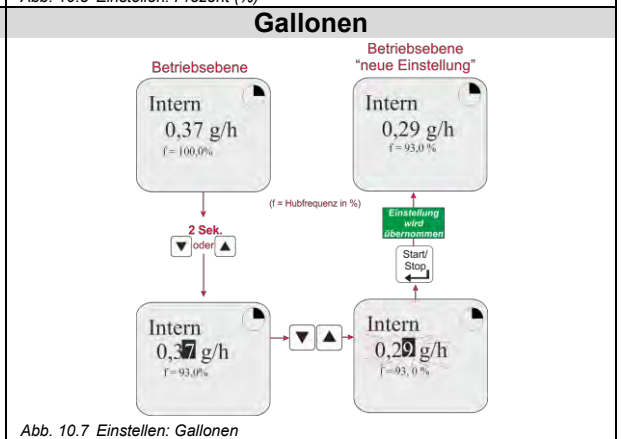 Abb. 10.6 Einstellen: Prozent (%)
Gallonen
Betriebsebene
Betriebsebene
“neue Einstellung”
Intern
0,37 g/h
f = 100,0%
Intern
0,29 g/h
f = 93,0 %
(f = Hubfrequenz in %)
2 Sek.
oder
Einstellung
wird
übernommen
Start/
Stop
Intern
0,37 g/h
f = 93,0%
Intern
0,29 g/h
f = 93, 0 %
Abb. 10.7 Einstellen: Gallonen